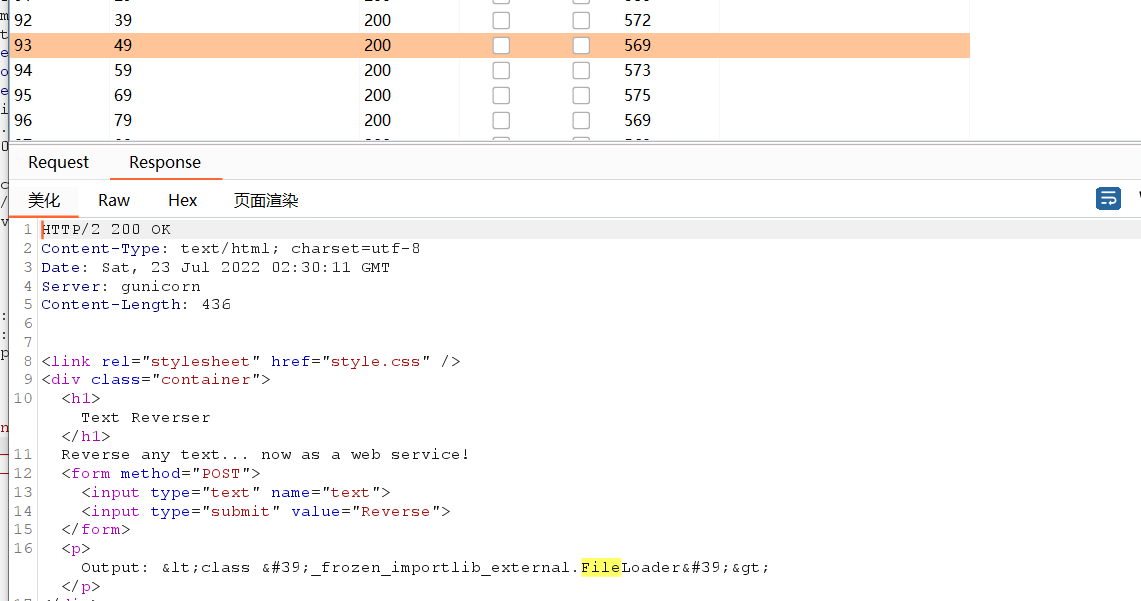 92 39 200 572
93 49 200 569
94 59 200 573
95 69 200 575
96 79 200 569
Request Response
美化 Raw Hex 页面渲染
1 HTTP/2 200 OK
2 Content-Type: text/html; charset=utf-8
3 Date: Sat, 23 Jul 2022 02:30:11 GMT
4 Server: gunicorn
5 Content-Length: 436
6
7
8 <link rel="stylesheet" href="style.css" />
9 <div class="container">
10 <h1>
Text Reverser
</h1>
11 Reverse any text... now as a web service!
12 <form method="POST">
13 <input type="text" name="text">
14 <input type="submit" value="Reverse">
15 </form>
16 <p>
Output: &lt;class &#39;_frozen_importlib_external.FileLoader&#39;&gt;
</p>